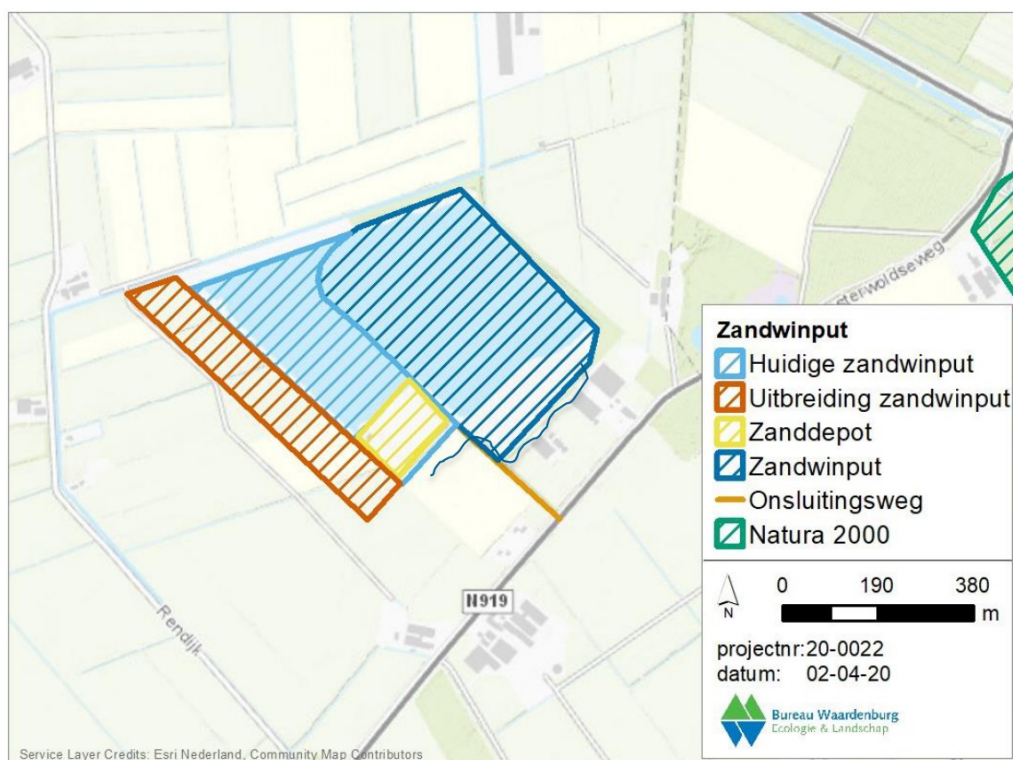 Rendijk
N919
sterwoldseweg
Zandwinput
Huidige zandwinput
Uitbreiding zandwinput
Zanddepot
Zandwinput
Onsluitingsweg
Natura 2000
0 190 380
m
N
projectnr:20-0022
datum: 02-04-20
Bureau Waardenburg
Ecologie & Landschap
Service Layer Credits: Esri Nederland, Community Map Contributors